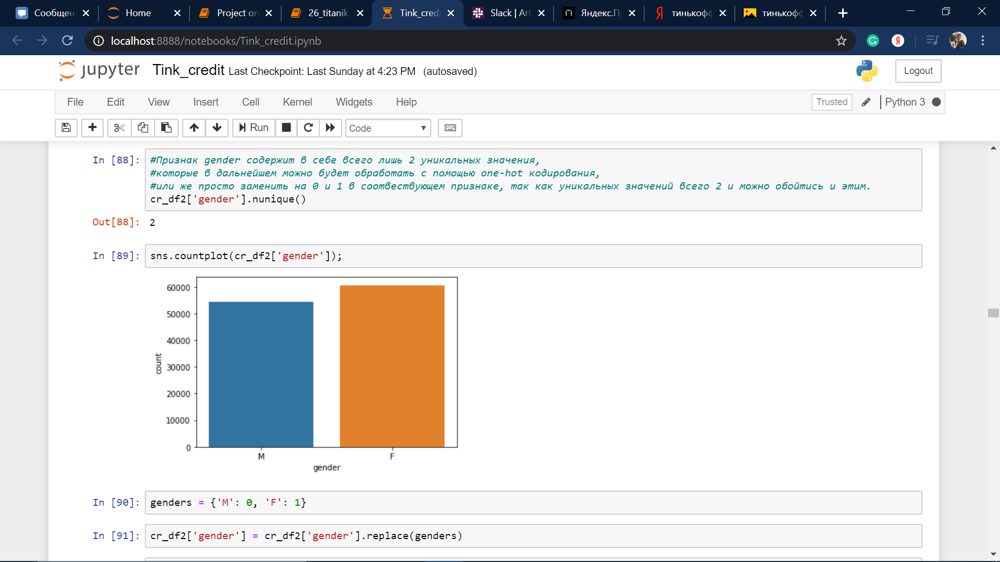 Сообщен
Home
Project on
26_titanik
Tink_credi
Slack | Art
Яндекс.П
тинькофф
тинькофф
localhost:8888/notebooks/Tink_credit.ipynb
jupyter Tink_credit Last Checkpoint: Last Sunday at 4:23 PM (autosaved)
Logout
File Edit View Insert Cell Kernel Widgets Help
Trusted Python 3
Run Code
In [88]: #Признак gender содержит в себе всего лишь 2 уникальных значения,
#которые в дальнейшем можно будет обработать с помощью one-hot кодирования,
#или же просто заменить на 0 и 1 в соотвествующем признаке, так как уникальных значений всего 2 и можно обойтись и этим.
cr_df2['gender'].nunique()
Out[88]: 2
In [89]: sns.countplot(cr_df2['gender']);
60000
50000
40000
30000
20000
10000
0
count
M F
gender
In [90]: genders = {'M': 0, 'F': 1}
In [91]: cr_df2['gender'] = cr_df2['gender'].replace(genders)